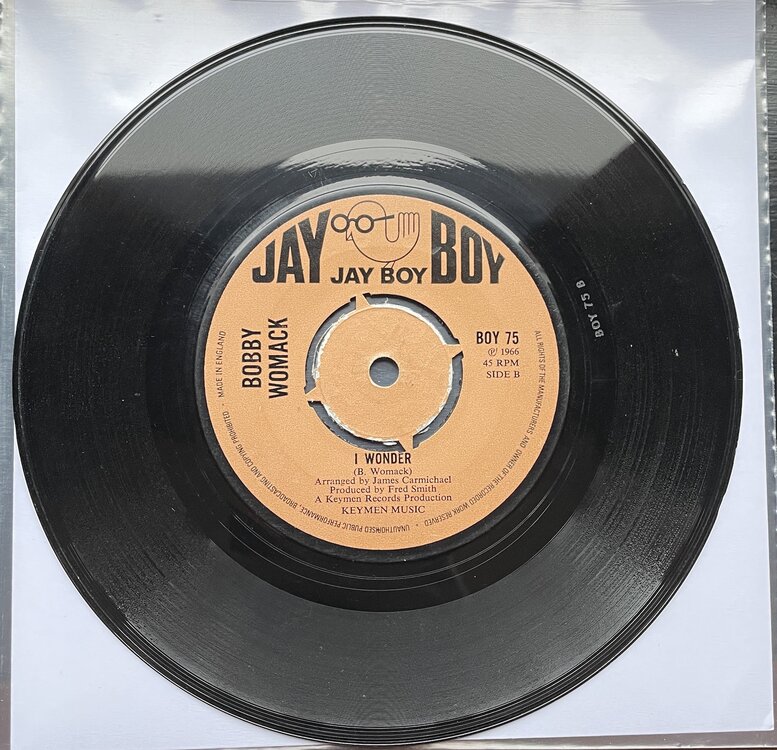 JAY BOY
JAY BOY
BOBBY
WOMACK
BOY 75
℗ 1966
45 RPM
SIDE B
I WONDER
(B. Womack)
Arranged by James Carmichael
Produced by Fred Smith
A Keymen Records Production
KEYMEN MUSIC
ALL RIGHTS OF THE MANUFACTURERS AND OWNER OF THE RECORDED WORK RESERVED · UNAUTHORISED PUBLIC PERFORMANCE, BROADCASTING AND COPYING PROHIBITED · MADE IN ENGLAND
BOY 75 B